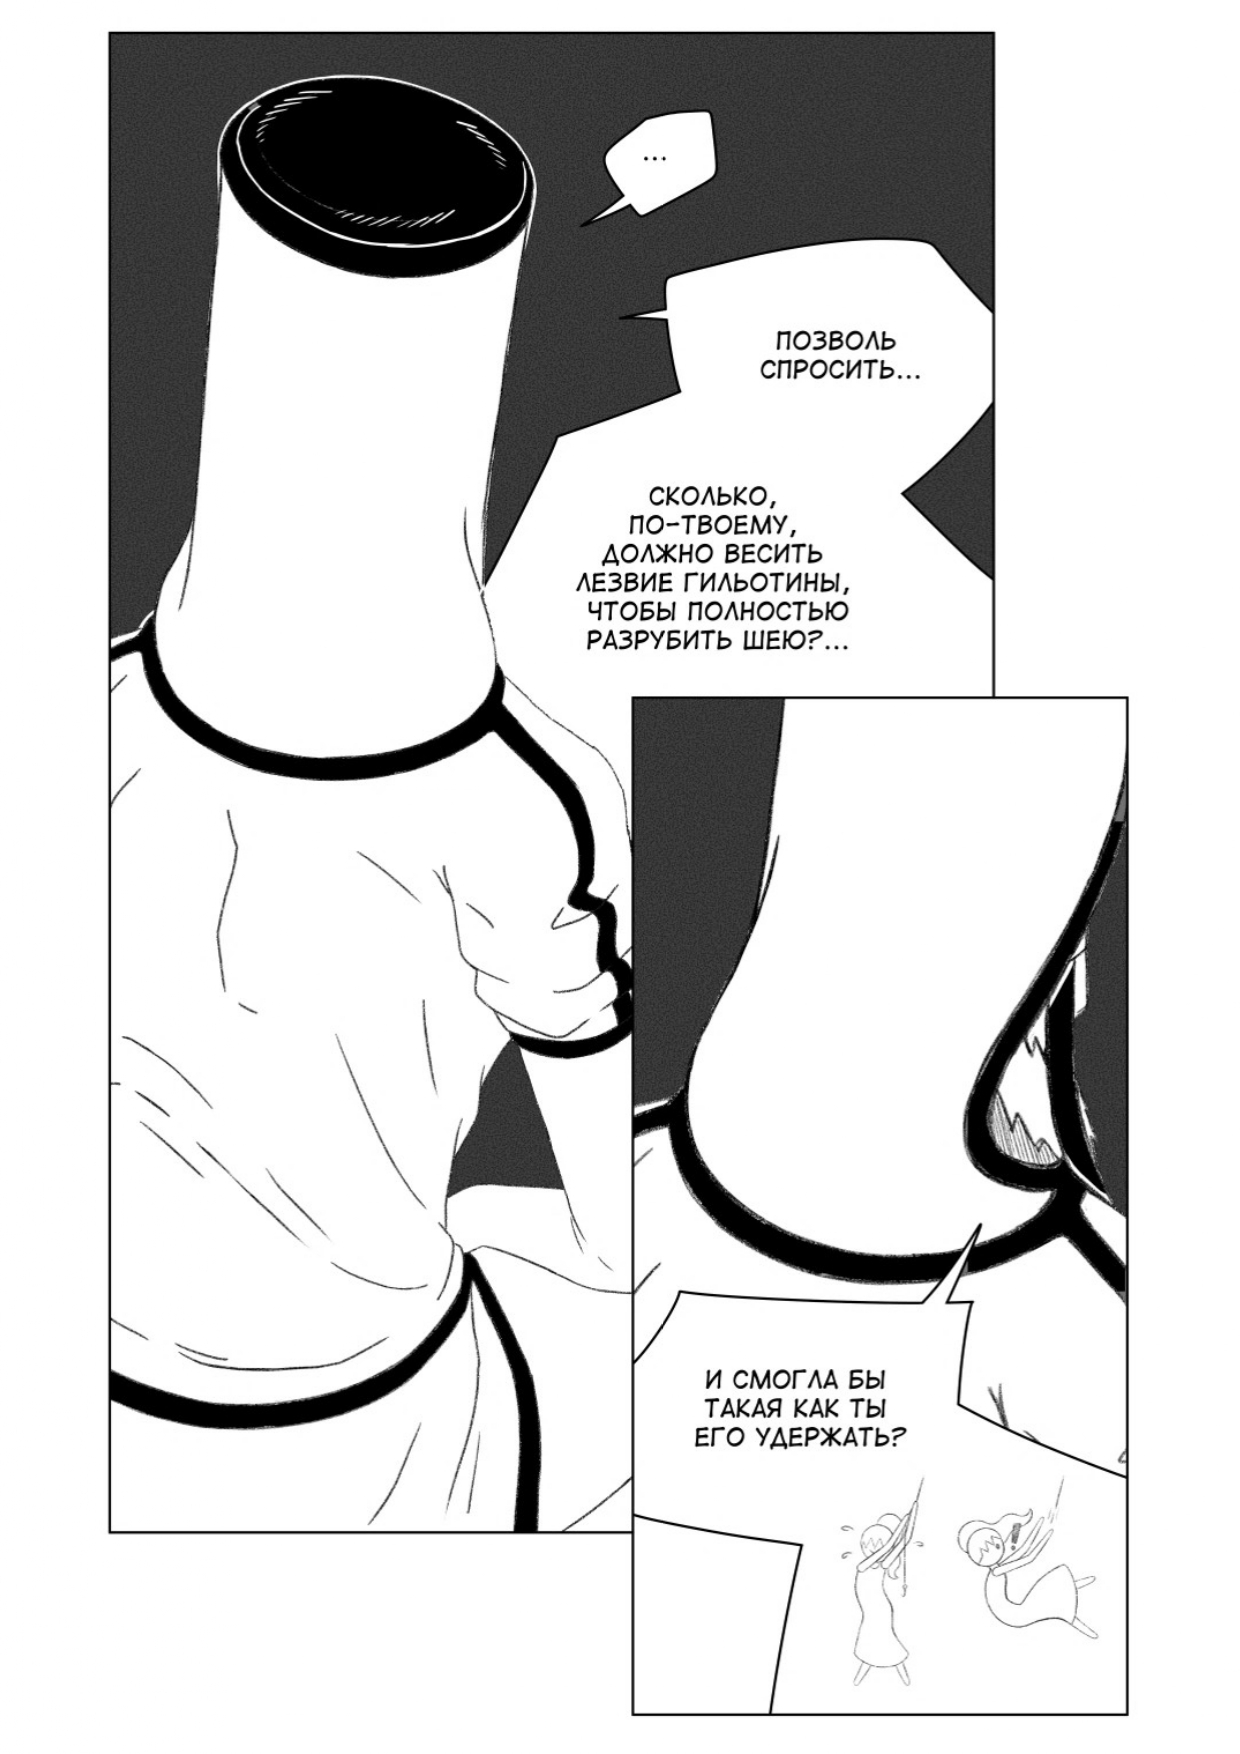 ...
ПОЗВОЛЬ
СПРОСИТЬ...
СКОЛЬКО,
ПО-ТВОЕМУ,
ДОЛЖНО ВЕСИТЬ
ЛЕЗВИЕ ГИЛЬОТИНЫ,
ЧТОБЫ ПОЛНОСТЬЮ
РАЗРУБИТЬ ШЕЮ?...
И СМОГЛА БЫ
ТАКАЯ КАК ТЫ
ЕГО УДЕРЖАТЬ?